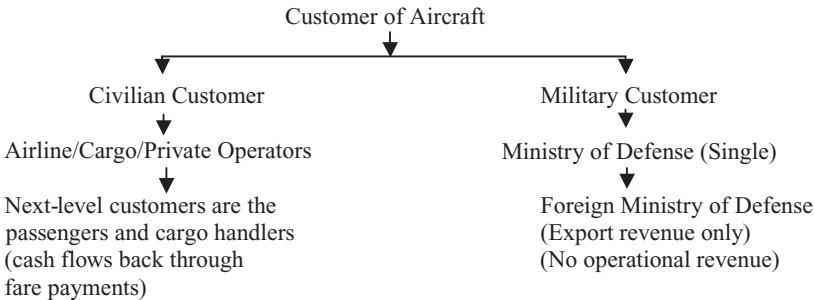 Customer of Aircraft
Civilian Customer
Military Customer
Airline/Cargo/Private Operators
Ministry of Defense (Single)
Next-level customers are the
passengers and cargo handlers
(cash flows back through
fare payments)
Foreign Ministry of Defense
(Export revenue only)
(No operational revenue)